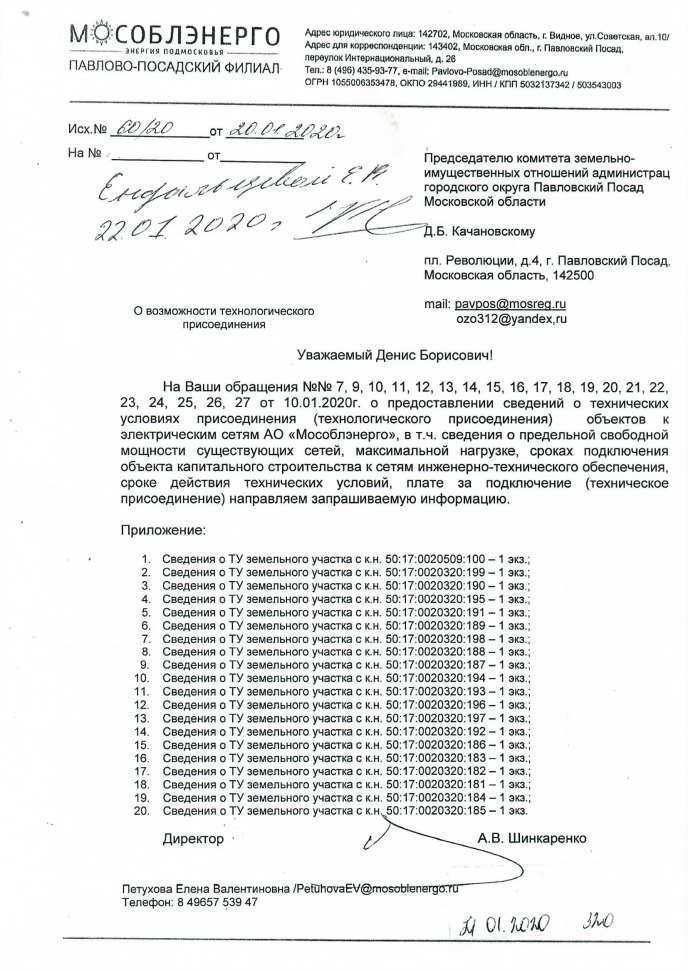 МОСОБЛЭНЕРГО
ЭНЕРГИЯ ПОДМОСКОВЬЯ
ПАВЛОВО-ПОСАДСКИЙ ФИЛИАЛ
Адрес юридического лица: 142702, Московская область, г. Видное, ул.Советская, вл.10/
Адрес для корреспонденции: 143402, Московская обл., г. Павловский Посад,
переулок Интернациональный, д. 26
Тел.: 8 (496) 435-93-77, e-mail: Pavlovo-Posad@mosoblenergo.ru
ОГРН 1055006353478, ОКПО 29441989, ИНН / КПП 5032137342 / 503543003
Исх.№ 60/20 от 20.01.2020г
На № от
Ендальцевой Е.В.
22.01.2020г
Председателю комитета земельно-
имущественных отношений администрац
городского округа Павловский Посад
Московской области
Д.Б. Качановскому
пл. Революции, д.4, г. Павловский Посад,
Московская область, 142500
mail: pavpos@mosreg.ru
ozo312@yandex,ru
О возможности технологического
присоединения
Уважаемый Денис Борисович!
На Ваши обращения №№ 7, 9, 10, 11, 12, 13, 14, 15, 16, 17, 18, 19, 20, 21, 22,
23, 24, 25, 26, 27 от 10.01.2020г. о предоставлении сведений о технических
условиях присоединения (технологического присоединения) объектов к
электрическим сетям АО «Мособлэнерго», в т.ч. сведения о предельной свободной
мощности существующих сетей, максимальной нагрузке, сроках подключения
объекта капитального строительства к сетям инженерно-технического обеспечения,
сроке действия технических условий, плате за подключение (техническое
присоединение) направляем запрашиваемую информацию.
Приложение:
1. Сведения о ТУ земельного участка с к.н. 50:17:0020509:100 – 1 экз.;
2. Сведения о ТУ земельного участка с к.н. 50:17:0020320:199 – 1 экз.;
3. Сведения о ТУ земельного участка с к.н. 50:17:0020320:190 – 1 экз.;
4. Сведения о ТУ земельного участка с к.н. 50:17:0020320:195 – 1 экз.;
5. Сведения о ТУ земельного участка с к.н. 50:17:0020320:191 – 1 экз.;
6. Сведения о ТУ земельного участка с к.н. 50:17:0020320:189 – 1 экз.;
7. Сведения о ТУ земельного участка с к.н. 50:17:0020320:198 – 1 экз.;
8. Сведения о ТУ земельного участка с к.н. 50:17:0020320:188 – 1 экз.;
9. Сведения о ТУ земельного участка с к.н. 50:17:0020320:187 – 1 экз.;
10. Сведения о ТУ земельного участка с к.н. 50:17:0020320:194 – 1 экз.;
11. Сведения о ТУ земельного участка с к.н. 50:17:0020320:193 – 1 экз.;
12. Сведения о ТУ земельного участка с к.н. 50:17:0020320:196 – 1 экз.;
13. Сведения о ТУ земельного участка с к.н. 50:17:0020320:197 – 1 экз.;
14. Сведения о ТУ земельного участка с к.н. 50:17:0020320:192 – 1 экз.;
15. Сведения о ТУ земельного участка с к.н. 50:17:0020320:186 – 1 экз.;
16. Сведения о ТУ земельного участка с к.н. 50:17:0020320:183 – 1 экз.;
17. Сведения о ТУ земельного участка с к.н. 50:17:0020320:182 – 1 экз.;
18. Сведения о ТУ земельного участка с к.н. 50:17:0020320:181 – 1 экз.;
19. Сведения о ТУ земельного участка с к.н. 50:17:0020320:184 – 1 экз.;
20. Сведения о ТУ земельного участка с к.н. 50:17:0020320:185 – 1 экз.
Директор А.В. Шинкаренко
Петухова Елена Валентиновна /PetuhovaEV@mosoblenergo.ru
Телефон: 8 49657 539 47
21 01.2020 320